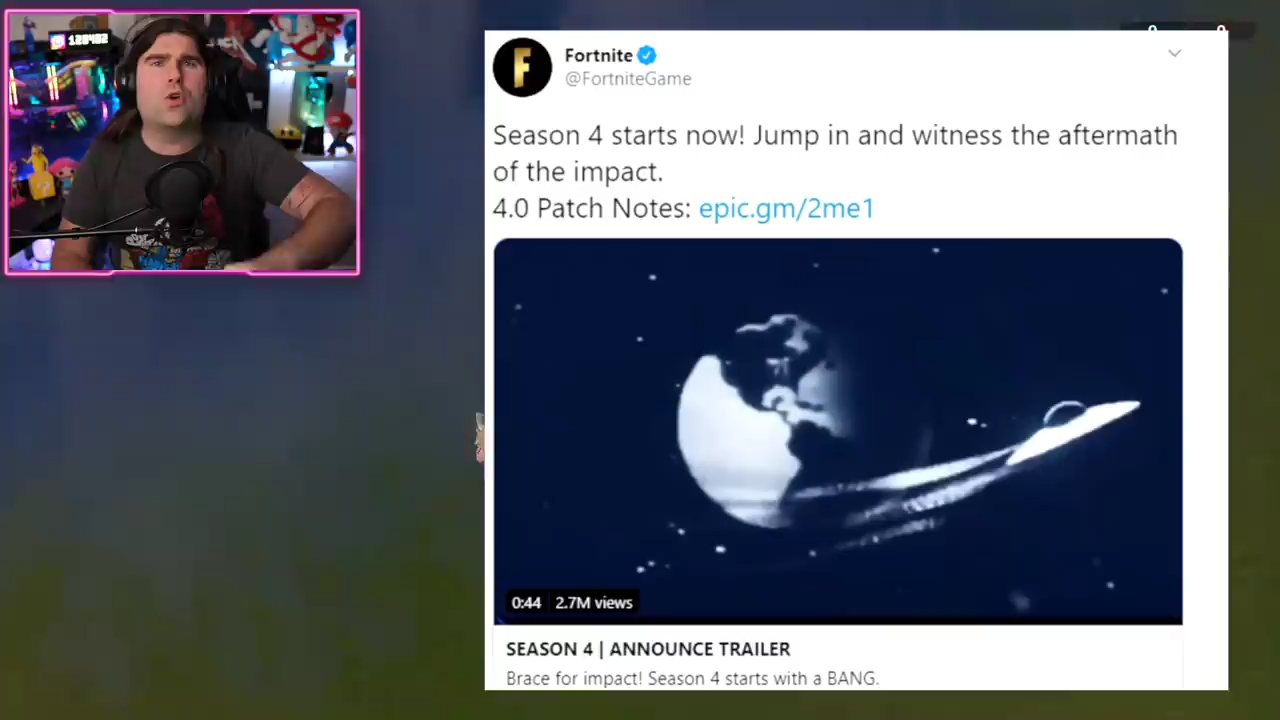 128402
Fortnite
@FortniteGame
Season 4 starts now! Jump in and witness the aftermath
of the impact.
4.0 Patch Notes: epic.gm/2me1
0:44 2.7M views
SEASON 4 | ANNOUNCE TRAILER
Brace for impact! Season 4 starts with a BANG.